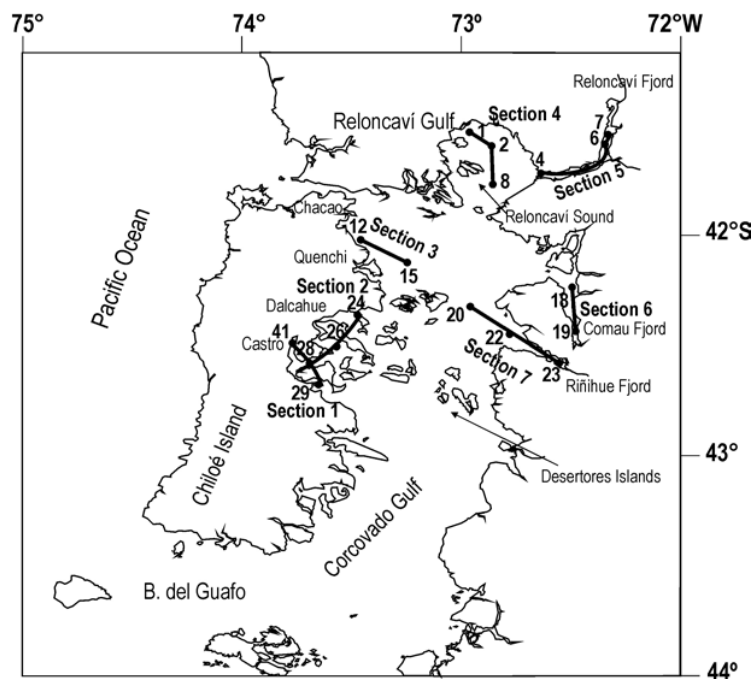 75°
74°
73°
72°W
Reloncaví Fjord
Reloncaví Gulf
Section 4
1
2
8
7
6
4
Section 5
Reloncaví Sound
42°S
Chacao
12
Section 3
15
Quenchi
Section 2
Dalcahue
24
26
41
Castro
28
29
Section 1
20
22
Section 7
23
18
Section 6
19
Comau Fjord
Riñihue Fjord
Pacific Ocean
Chiloé Island
43°
Desertores Islands
Corcovado Gulf
B. del Guafo
44°